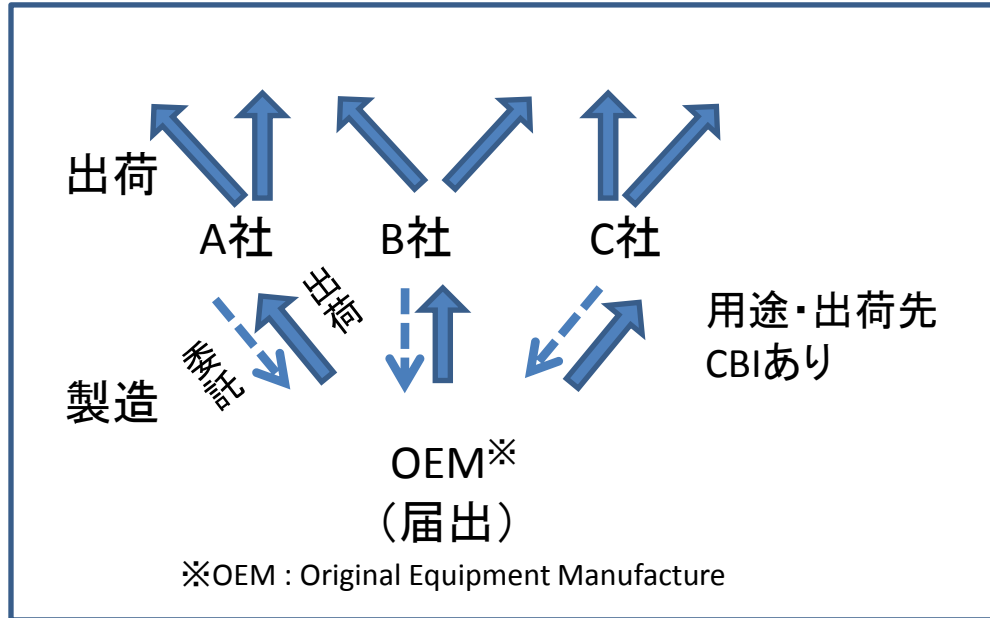 出荷
A社
B社
C社
出荷
委託
用途・出荷先
CBIあり
製造
OEM※
（届出）
※OEM : Original Equipment Manufacture